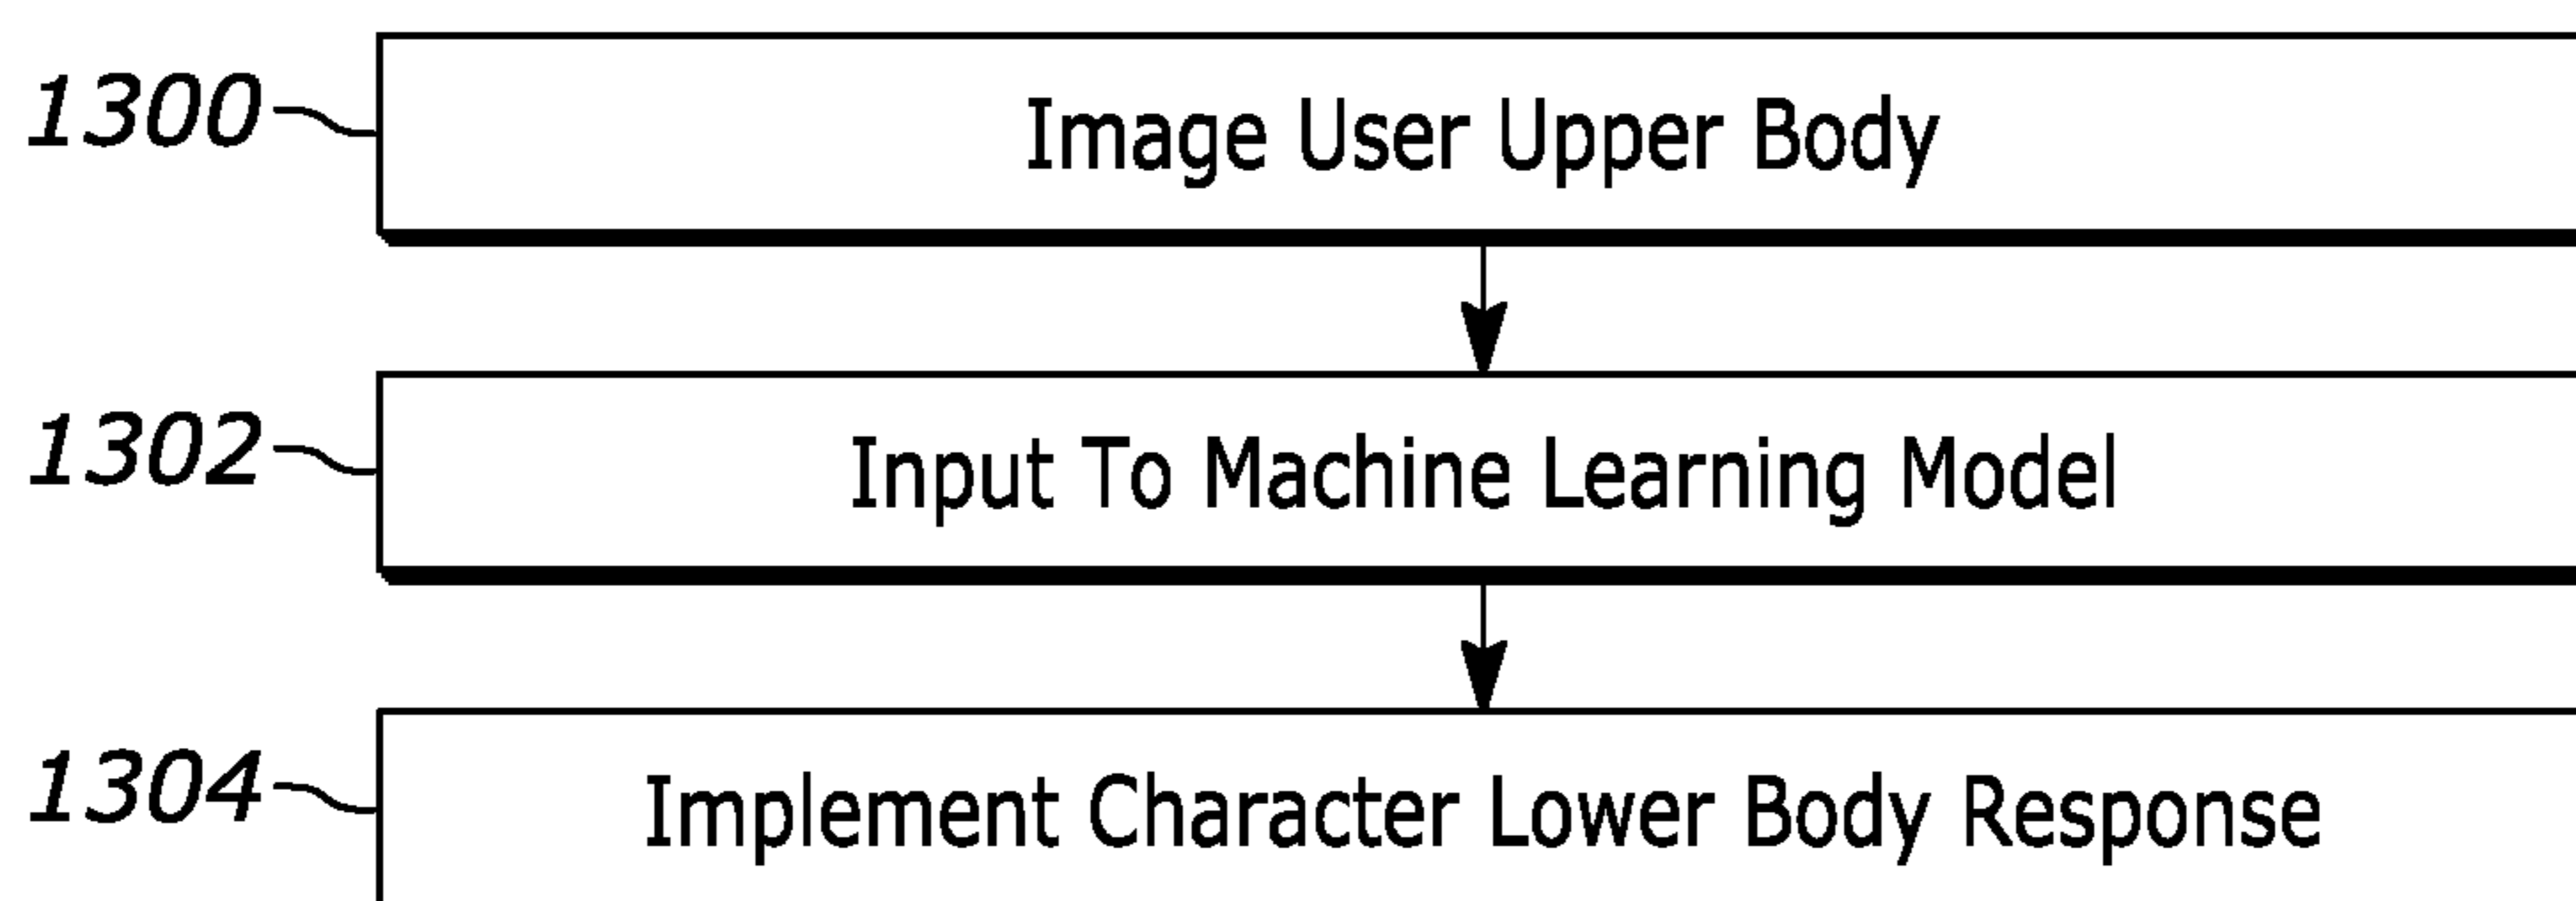 1300 Image User Upper Body
1302 Input To Machine Learning Model
1304 Implement Character Lower Body Response